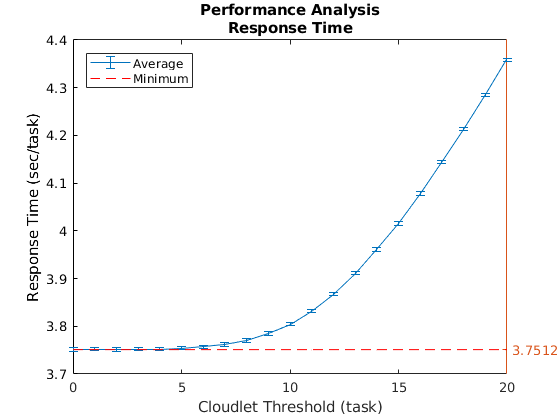 Performance Analysis
Response Time
Average
Minimum
Response Time (sec/task)
4.4
4.3
4.2
4.1
4
3.9
3.8
3.7
3.7512
0 5 10 15 20
Cloudlet Threshold (task)